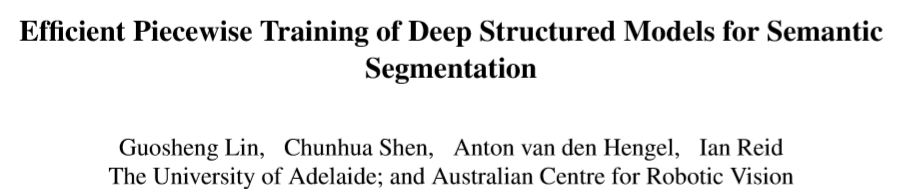 Efficient Piecewise Training of Deep Structured Models for Semantic
Segmentation
Guosheng Lin, Chunhua Shen, Anton van den Hengel, Ian Reid
The University of Adelaide; and Australian Centre for Robotic Vision